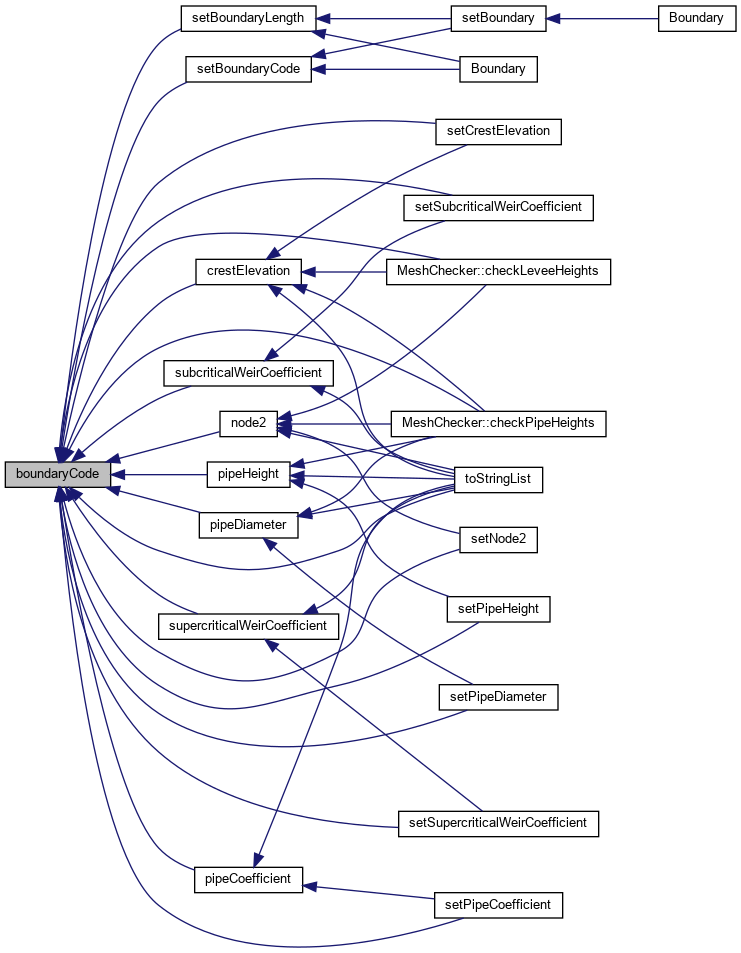 setBoundaryLength
setBoundary
Boundary
setBoundaryCode
Boundary
setCrestElevation
setSubcriticalWeirCoefficient
crestElevation
MeshChecker::checkLeveeHeights
subcriticalWeirCoefficient
node2
MeshChecker::checkPipeHeights
boundaryCode
pipeHeight
toStringList
pipeDiameter
setNode2
setPipeHeight
supercriticalWeirCoefficient
setPipeDiameter
setSupercriticalWeirCoefficient
pipeCoefficient
setPipeCoefficient